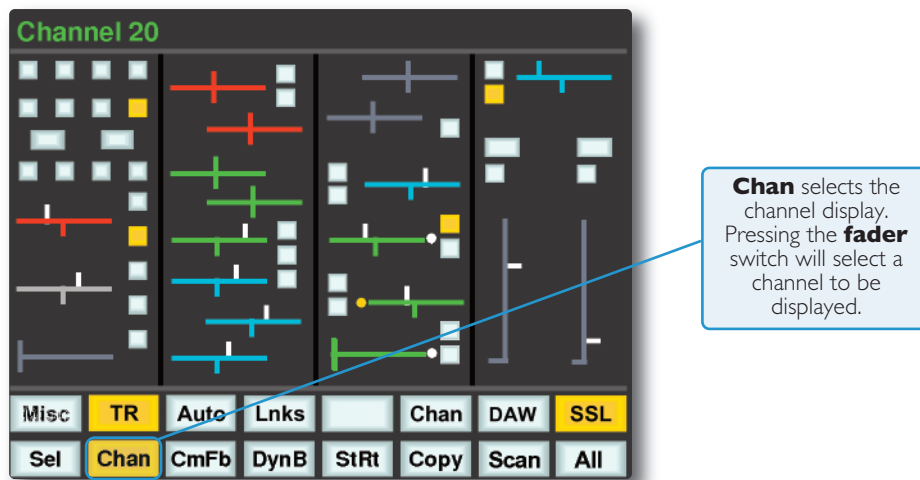 Channel 20
Misc TR Auto Lnks Chan DAW SSL
Sel Chan CmFb DynB StRt Copy Scan All
Chan selects the
channel display.
Pressing the fader
switch will select a
channel to be
displayed.